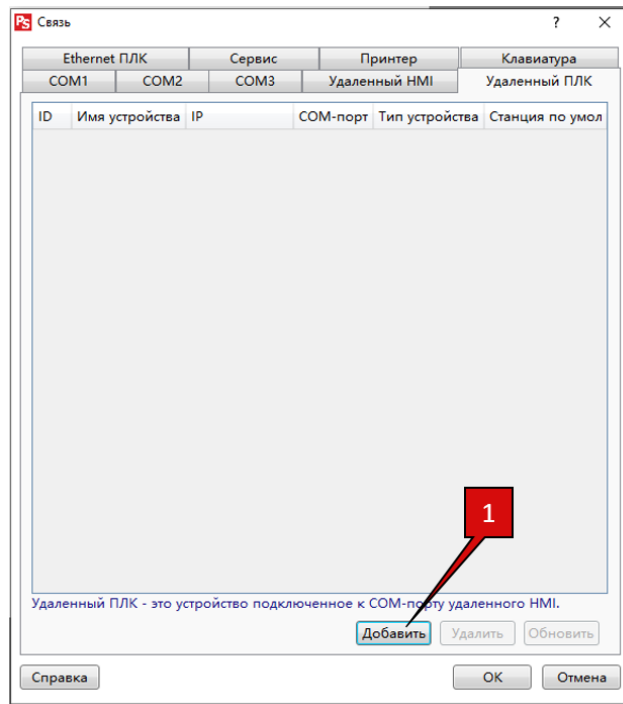 PS Связь ? ×
Ethernet ПЛК Сервис Принтер Клавиатура
COM1 COM2 COM3 Удаленный HMI Удаленный ПЛК
ID Имя устройства IP COM-порт Тип устройства Станция по умол
1
Удаленный ПЛК - это устройство подключенное к COM-порту удаленного HMI.
Добавить Удалить Обновить
Справка ОК Отмена